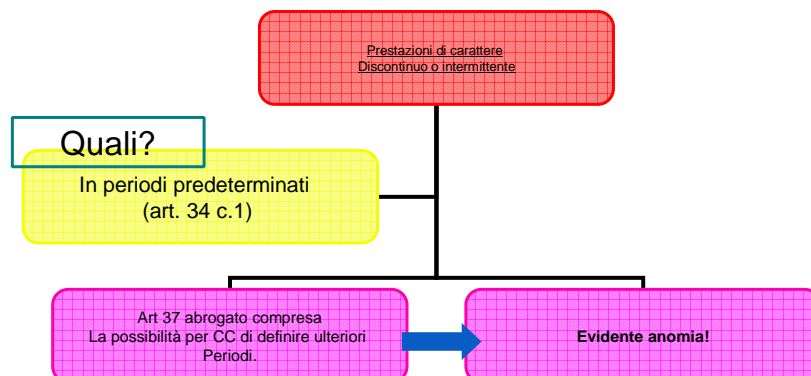 Prestazioni di carattere
Discontinuo o intermittente
Quali?
In periodi predeterminati
(art. 34 c.1)
Art 37 abrogato compresa
La possibilità per CC di definire ulteriori
Periodi.
Evidente anomia!